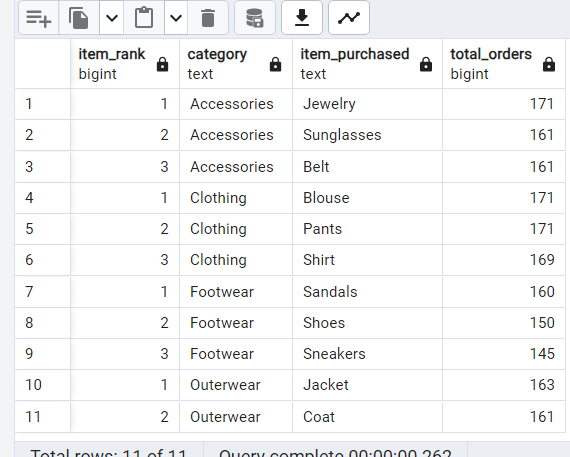 item_rank category item_purchased total_orders
bigint text text bigint
1 1 Accessories Jewelry 171
2 2 Accessories Sunglasses 161
3 3 Accessories Belt 161
4 1 Clothing Blouse 171
5 2 Clothing Pants 171
6 3 Clothing Shirt 169
7 1 Footwear Sandals 160
8 2 Footwear Shoes 150
9 3 Footwear Sneakers 145
10 1 Outerwear Jacket 163
11 2 Outerwear Coat 161
Total rows: 11 of 11 Query complete 00:00:00.262